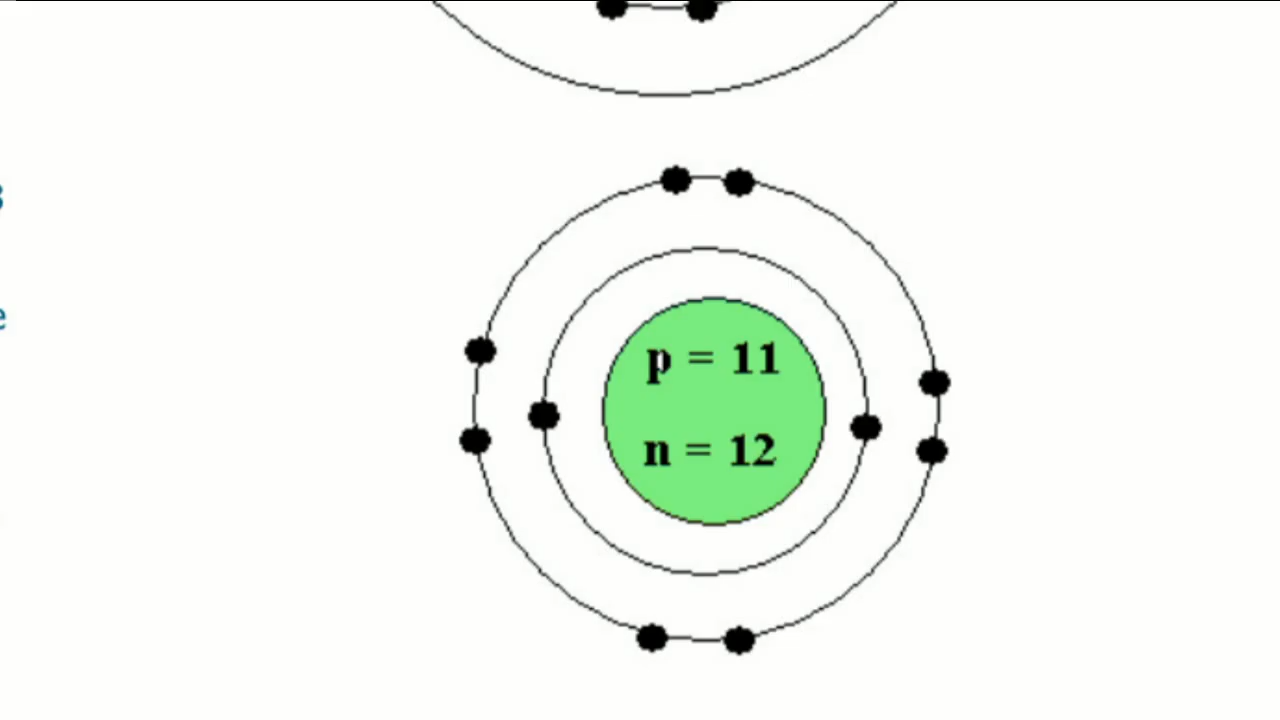 p = 11
n = 12